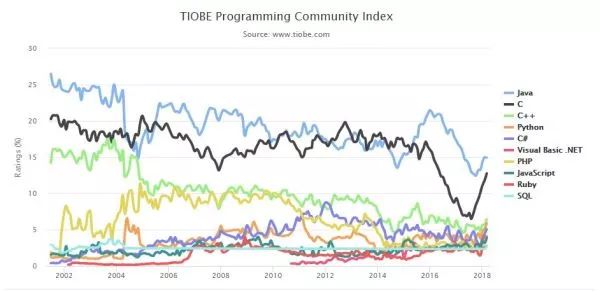 TIOBE Programming Community Index
Source: www.tiobe.com
Ratings (%)
30
25
20
15
10
5
0
2002
2004
2006
2008
2010
2012
2014
2016
2018
Java
C
C++
Python
C#
Visual Basic .NET
PHP
JavaScript
Ruby
SQL